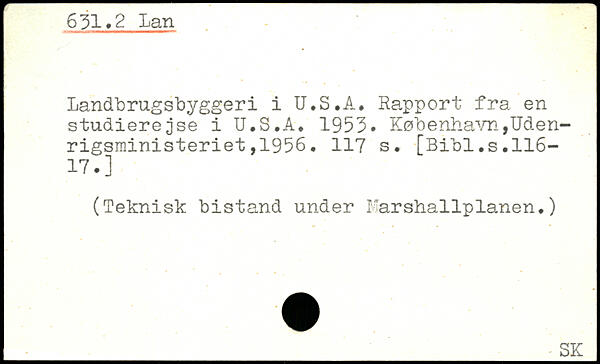 631.2 Lan
Landbrugsbyggeri i U.S.A. Rapport fra en
studierejse i U.S.A. 1953. København,Uden-
rigsministeriet,1956. 117 s. [Bibl.s.116-
17.]
(Teknisk bistand under Marshallplanen.)
SK